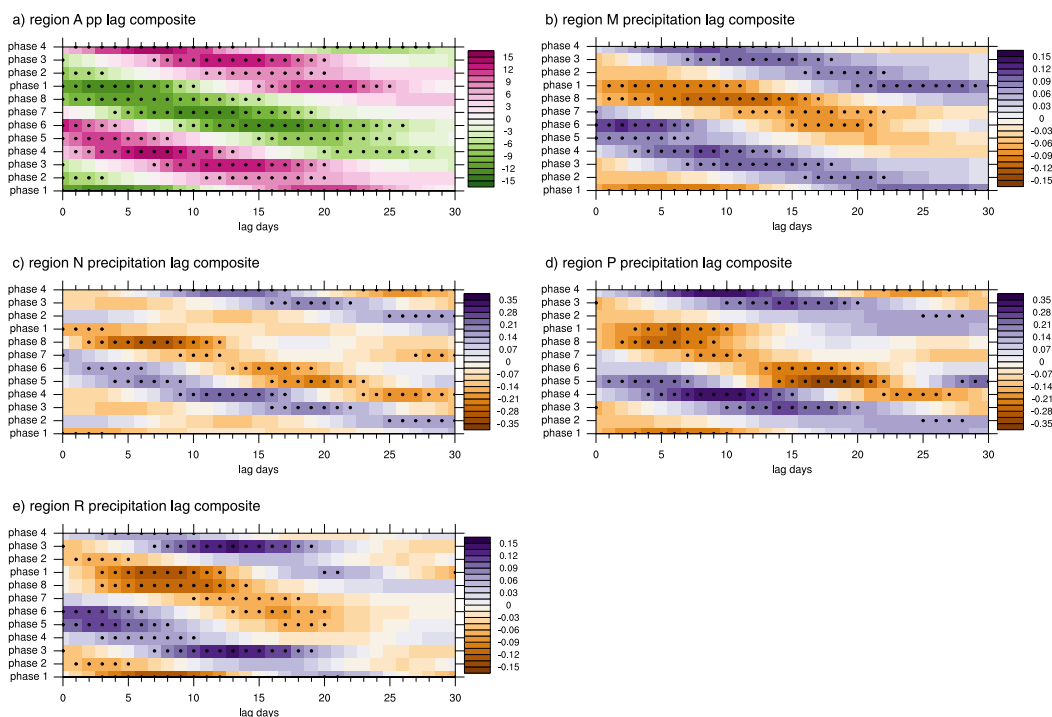 a) region A pp lag composite
phase 4
phase 3
phase 2
phase 1
phase 8
phase 7
phase 6
phase 5
phase 4
phase 3
phase 2
phase 1
0 5 10 15 20 25 30
lag days
15
12
9
6
3
0
-3
-6
-9
-12
-15
b) region M precipitation lag composite
phase 4
phase 3
phase 2
phase 1
phase 8
phase 7
phase 6
phase 5
phase 4
phase 3
phase 2
phase 1
0 5 10 15 20 25 30
lag days
0.15
0.12
0.09
0.06
0.03
0
-0.03
-0.06
-0.09
-0.12
-0.15
c) region N precipitation lag composite
phase 4
phase 3
phase 2
phase 1
phase 8
phase 7
phase 6
phase 5
phase 4
phase 3
phase 2
phase 1
0 5 10 15 20 25 30
lag days
0.35
0.28
0.21
0.14
0.07
0
-0.07
-0.14
-0.21
-0.28
-0.35
d) region P precipitation lag composite
phase 4
phase 3
phase 2
phase 1
phase 8
phase 7
phase 6
phase 5
phase 4
phase 3
phase 2
phase 1
0 5 10 15 20 25 30
lag days
0.35
0.28
0.21
0.14
0.07
0
-0.07
-0.14
-0.21
-0.28
-0.35
e) region R precipitation lag composite
phase 4
phase 3
phase 2
phase 1
phase 8
phase 7
phase 6
phase 5
phase 4
phase 3
phase 2
phase 1
0 5 10 15 20 25 30
lag days
0.15
0.12
0.09
0.06
0.03
0
-0.03
-0.06
-0.09
-0.12
-0.15